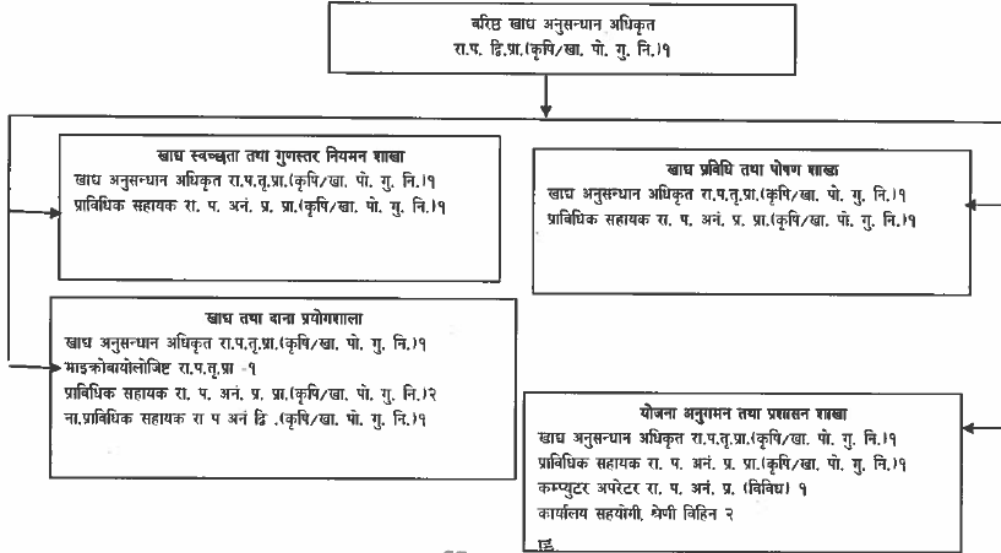 बरिष्ठ खाद्य अनुसन्धान अधिकृत
रा.प. द्वि.प्रा.(कृषि/खा. पो. गु. नि.)१
खाद्य स्वच्छता तथा गुणस्तर नियमन शाखा
खाद्य अनुसन्धान अधिकृत रा.प.तृ.प्रा.(कृषि/खा. पो. गु. नि.)१
प्राविधिक सहायक रा. प. अनं. प्र. प्रा.(कृषि/खा. पो. गु. नि.)१
खाद्य प्रविधि तथा पोषण शाखा
खाद्य अनुसन्धान अधिकृत रा.प.तृ.प्रा.(कृषि/खा. पो. गु. नि.)१
प्राविधिक सहायक रा. प. अनं. प्र. प्रा.(कृषि/खा. पो. गु. नि.)१
खाद्य तथा दाना प्रयोगशाला
खाद्य अनुसन्धान अधिकृत रा.प.तृ.प्रा.(कृषि/खा. पो. गु. नि.)१
माइक्रोबायोलोजिष्ट रा.प.तृ.प्रा -१
प्राविधिक सहायक रा. प. अनं. प्र. प्रा.(कृषि/खा. पो. गु. नि.)२
ना.प्राविधिक सहायक रा प अनं द्वि .(कृषि/खा. पो. गु. नि.)१
योजना अनुगमन तथा प्रशासन शाखा
खाद्य अनुसन्धान अधिकृत रा.प.तृ.प्रा.(कृषि/खा. पो. गु. नि.)१
प्राविधिक सहायक रा. प. अनं. प्र. प्रा.(कृषि/खा. पो. गु. नि.)१
कम्प्युटर अपरेटर रा. प. अनं. प्र. (विविध) १
कार्यालय सहयोगी, श्रेणी विहिन २